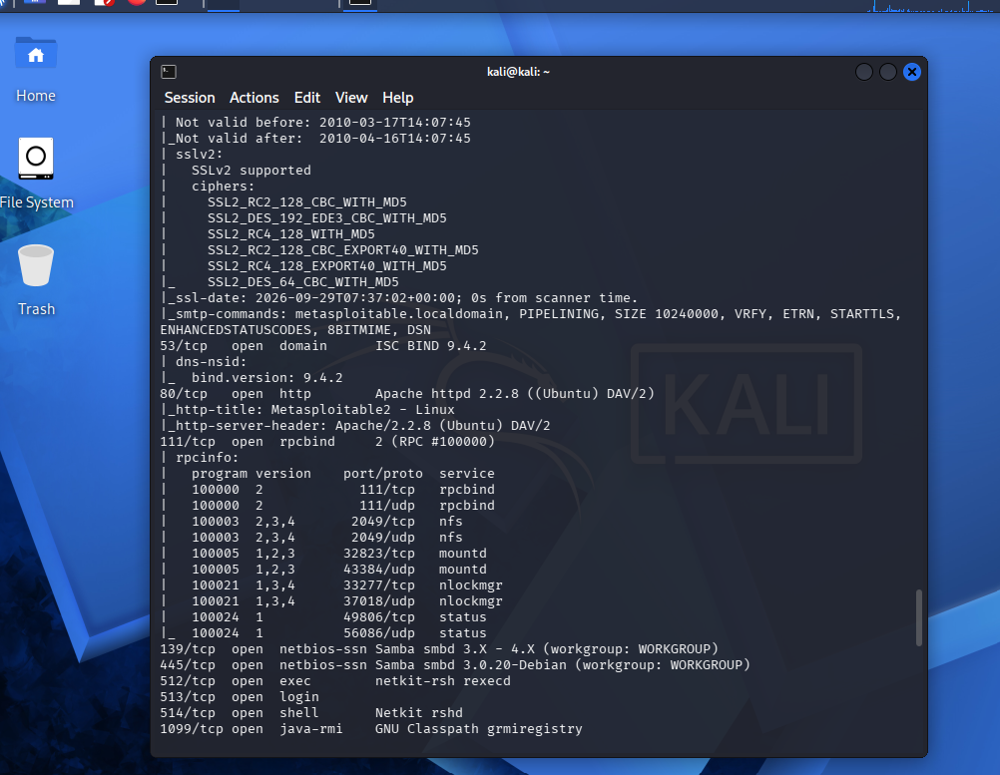 kali@kali: ~
Session Actions Edit View Help
Home
File System
Trash
| Not valid before: 2010-03-17T14:07:45
|_Not valid after:  2010-04-16T14:07:45
| sslv2:
|   SSLv2 supported
|   ciphers:
|     SSL2_RC2_128_CBC_WITH_MD5
|     SSL2_DES_192_EDE3_CBC_WITH_MD5
|     SSL2_RC4_128_WITH_MD5
|     SSL2_RC2_128_CBC_EXPORT40_WITH_MD5
|     SSL2_RC4_128_EXPORT40_WITH_MD5
|_    SSL2_DES_64_CBC_WITH_MD5
|_ssl-date: 2026-09-29T07:37:02+00:00; 0s from scanner time.
|_smtp-commands: metasploitable.localdomain, PIPELINING, SIZE 10240000, VRFY, ETRN, STARTTLS,
ENHANCEDSTATUSCODES, 8BITMIME, DSN
53/tcp   open  domain      ISC BIND 9.4.2
| dns-nsid:
|_  bind.version: 9.4.2
80/tcp   open  http        Apache httpd 2.2.8 ((Ubuntu) DAV/2)
|_http-title: Metasploitable2 - Linux
|_http-server-header: Apache/2.2.8 (Ubuntu) DAV/2
111/tcp  open  rpcbind     2 (RPC #100000)
| rpcinfo:
|   program version    port/proto  service
|   100000  2            111/tcp   rpcbind
|   100000  2            111/udp   rpcbind
|   100003  2,3,4       2049/tcp   nfs
|   100003  2,3,4       2049/udp   nfs
|   100005  1,2,3      32823/tcp   mountd
|   100005  1,2,3      43384/udp   mountd
|   100021  1,3,4      33277/tcp   nlockmgr
|   100021  1,3,4      37018/udp   nlockmgr
|   100024  1          49806/tcp   status
|_  100024  1          56086/udp   status
139/tcp  open  netbios-ssn Samba smbd 3.X - 4.X (workgroup: WORKGROUP)
445/tcp  open  netbios-ssn Samba smbd 3.0.20-Debian (workgroup: WORKGROUP)
512/tcp  open  exec        netkit-rsh rexecd
513/tcp  open  login
514/tcp  open  shell       Netkit rshd
1099/tcp open  java-rmi    GNU Classpath grmiregistry
KALI